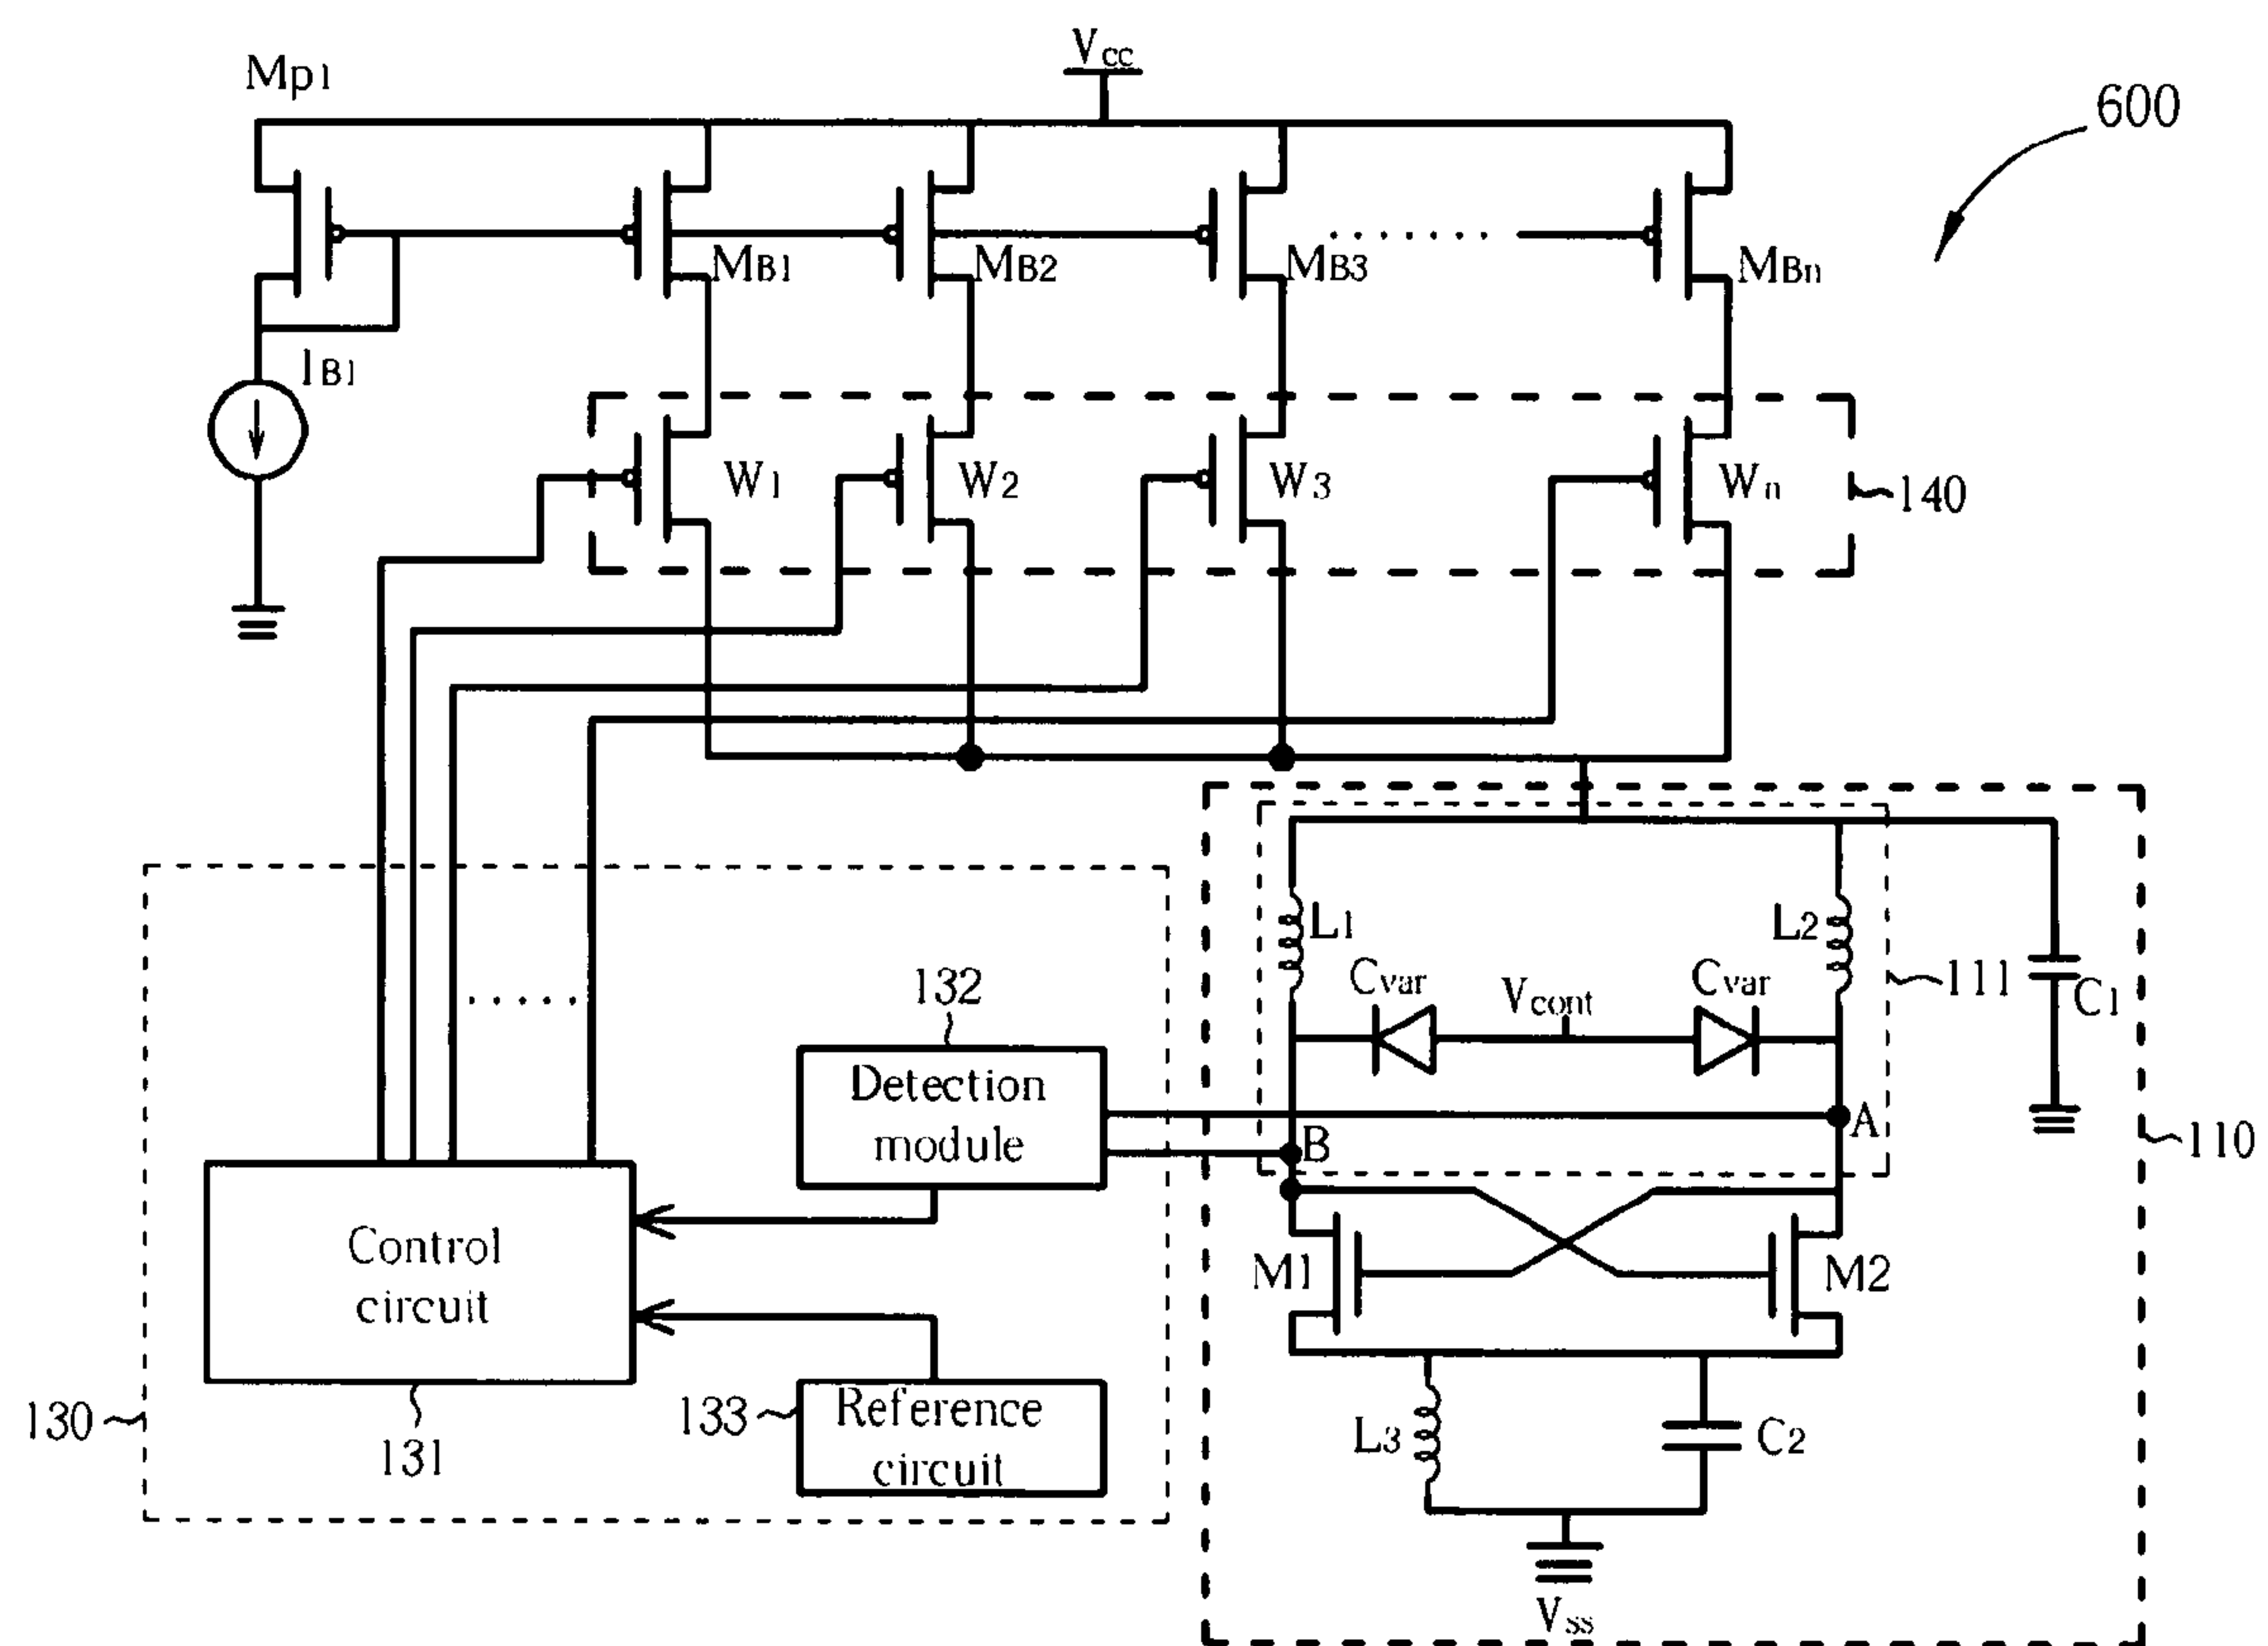 Vcc
Mp1
600
MB1
MB2
MB3
.......
MBn
IB1
W1
W2
W3
Wn
140
L1
L2
Cvar
Vcont
Cvar
111
C1
132
.....
Detection
module
A
B
110
Control
circuit
M1
M2
130
131
133
Reference
circuit
L3
C2
Vss